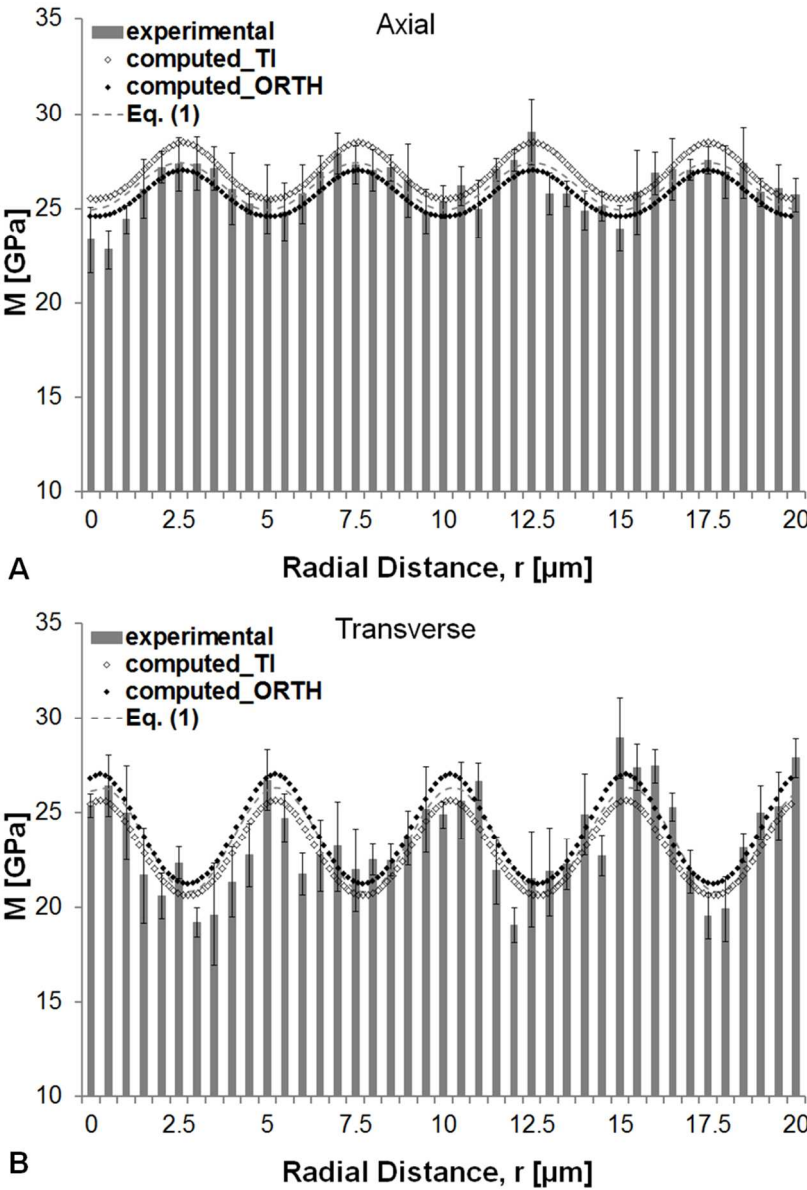 35
Axial
experimental
computed_TI
computed_ORTH
Eq. (1)
30
25
20
15
10
M [GPa]
0 2.5 5 7.5 10 12.5 15 17.5 20
A
Radial Distance, r [µm]
35
Transverse
experimental
computed_TI
computed_ORTH
Eq. (1)
30
25
20
15
10
M [GPa]
0 2.5 5 7.5 10 12.5 15 17.5 20
B
Radial Distance, r [µm]